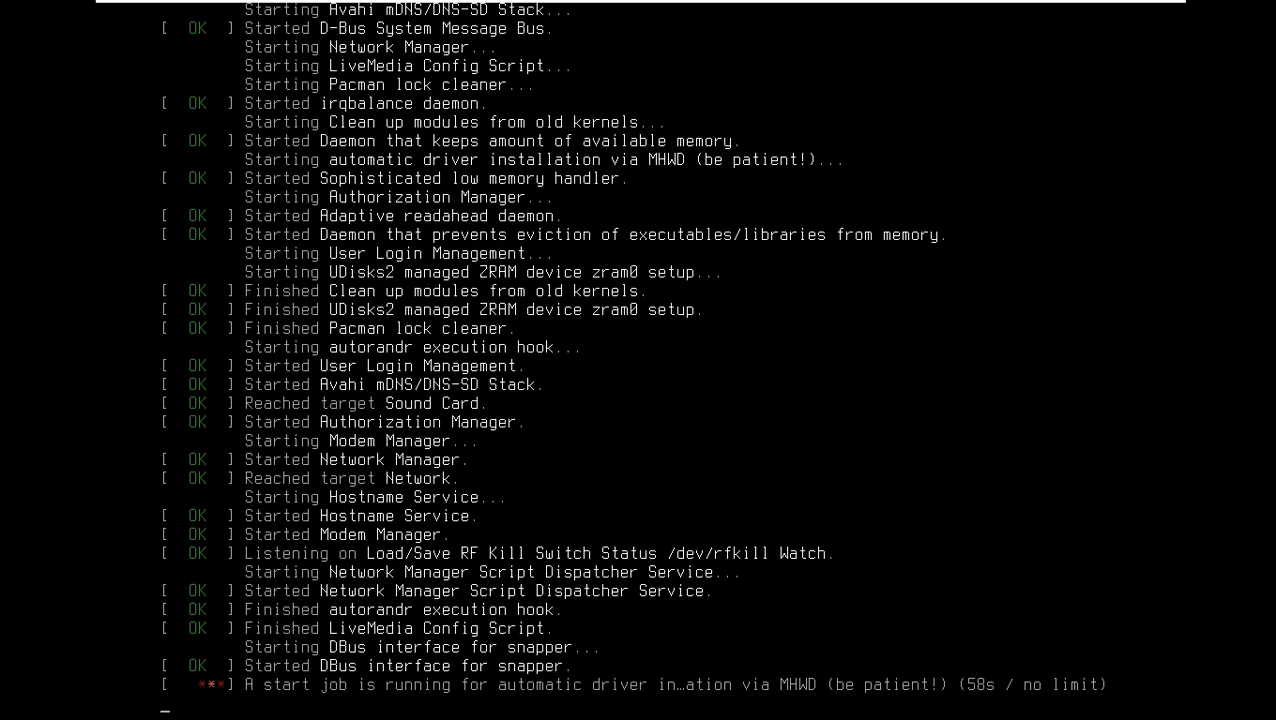 Starting Avahi mDNS/DNS-SD Stack...
[  OK  ] Started D-Bus System Message Bus.
Starting Network Manager...
Starting LiveMedia Config Script...
Starting Pacman lock cleaner...
[  OK  ] Started irqbalance daemon.
Starting Clean up modules from old kernels...
[  OK  ] Started Daemon that keeps amount of available memory.
Starting automatic driver installation via MHWD (be patient!)...
[  OK  ] Started Sophisticated low memory handler.
Starting Authorization Manager...
[  OK  ] Started Adaptive readahead daemon.
[  OK  ] Started Daemon that prevents eviction of executables/libraries from memory.
Starting User Login Management...
Starting UDisks2 managed ZRAM device zram0 setup...
[  OK  ] Finished Clean up modules from old kernels.
[  OK  ] Finished UDisks2 managed ZRAM device zram0 setup.
[  OK  ] Finished Pacman lock cleaner.
Starting autorandr execution hook...
[  OK  ] Started User Login Management.
[  OK  ] Started Avahi mDNS/DNS-SD Stack.
[  OK  ] Reached target Sound Card.
[  OK  ] Started Authorization Manager.
Starting Modem Manager...
[  OK  ] Started Network Manager.
[  OK  ] Reached target Network.
Starting Hostname Service...
[  OK  ] Started Hostname Service.
[  OK  ] Started Modem Manager.
[  OK  ] Listening on Load/Save RF Kill Switch Status /dev/rfkill Watch.
Starting Network Manager Script Dispatcher Service...
[  OK  ] Started Network Manager Script Dispatcher Service.
[  OK  ] Finished autorandr execution hook.
[  OK  ] Finished LiveMedia Config Script.
Starting DBus interface for snapper...
[  OK  ] Started DBus interface for snapper.
[   ***] A start job is running for automatic driver in…ation via MHWD (be patient!) (58s / no limit)
_